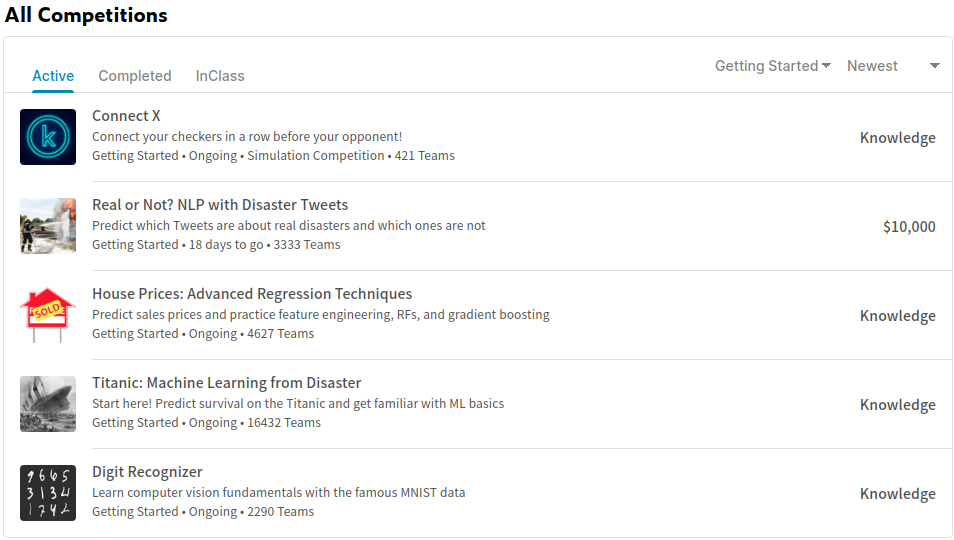 All Competitions
Active Completed InClass Getting Started Newest
Connect X
Connect your checkers in a row before your opponent!
Getting Started • Ongoing • Simulation Competition • 421 Teams
Knowledge
k
Real or Not? NLP with Disaster Tweets
Predict which Tweets are about real disasters and which ones are not
Getting Started • 18 days to go • 3333 Teams
$10,000
House Prices: Advanced Regression Techniques
Predict sales prices and practice feature engineering, RFs, and gradient boosting
Getting Started • Ongoing • 4627 Teams
Knowledge
SOLD
Titanic: Machine Learning from Disaster
Start here! Predict survival on the Titanic and get familiar with ML basics
Getting Started • Ongoing • 16432 Teams
Knowledge
Digit Recognizer
Learn computer vision fundamentals with the famous MNIST data
Getting Started • Ongoing • 2290 Teams
Knowledge
9665
3134
1742